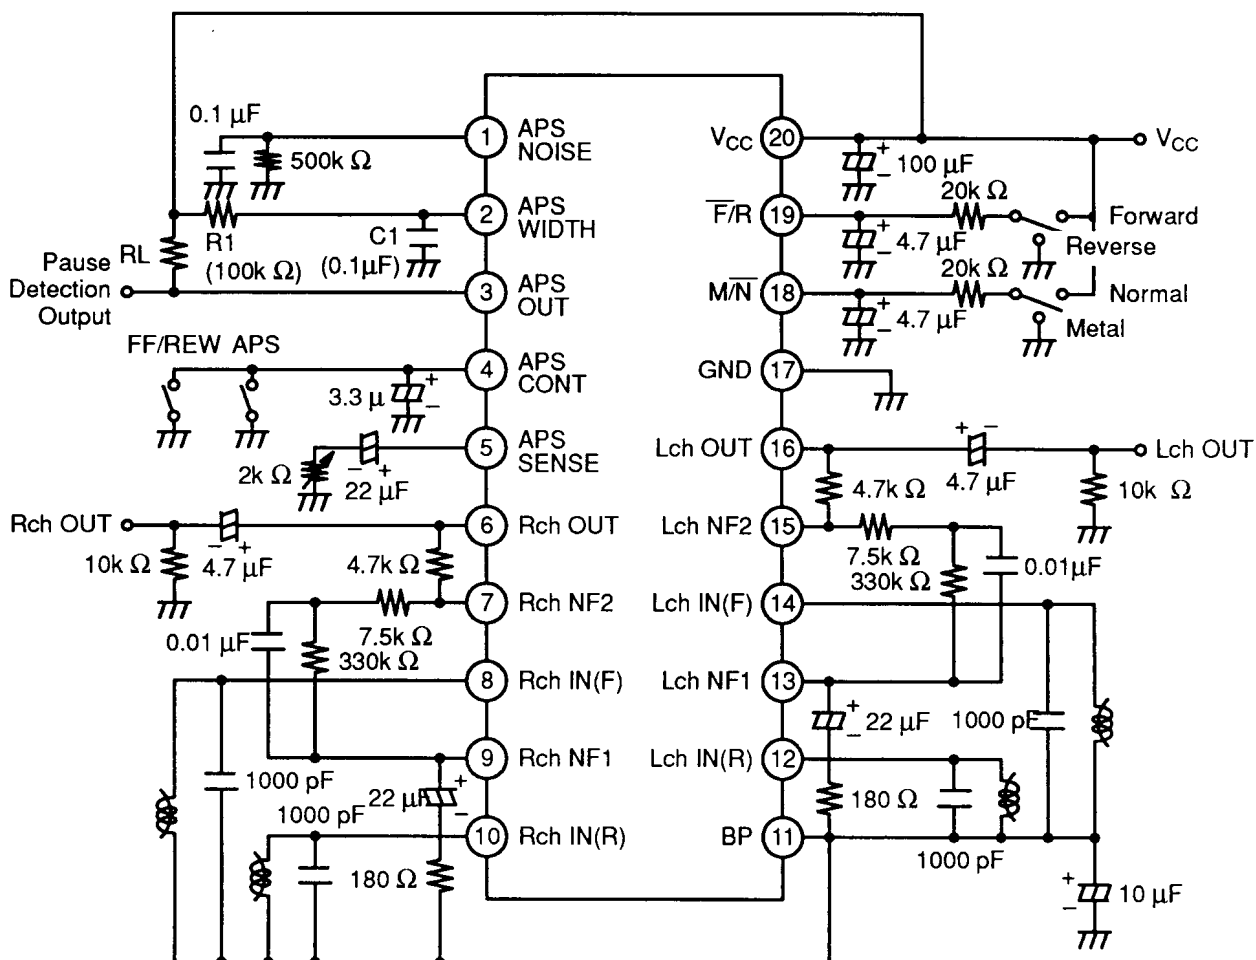 0.1 μF
500k Ω
1
APS
NOISE
V_CC
20
100 μF
V_CC
R1
(100k Ω)
C1
(0.1μF)
2
APS
WIDTH
F̅/R
19
4.7 μF
20k Ω
Forward
Reverse
RL
Pause
Detection
Output
3
APS
OUT
M/N̅
18
4.7 μF
20k Ω
Normal
Metal
FF/REW APS
3.3 μ
4
APS
CONT
GND
17
2k Ω
22 μF
5
APS
SENSE
Lch OUT
16
4.7 μF
Lch OUT
10k Ω
4.7k Ω
Rch OUT
10k Ω
4.7 μF
4.7k Ω
6
Rch OUT
Lch NF2
15
7.5k Ω
330k Ω
0.01μF
0.01 μF
7.5k Ω
330k Ω
7
Rch NF2
Lch IN(F)
14
8
Rch IN(F)
Lch NF1
13
22 μF
1000 pF
1000 pF
22 μF
9
Rch NF1
Lch IN(R)
12
180 Ω
1000 pF
1000 pF
180 Ω
10
Rch IN(R)
BP
11
10 μF